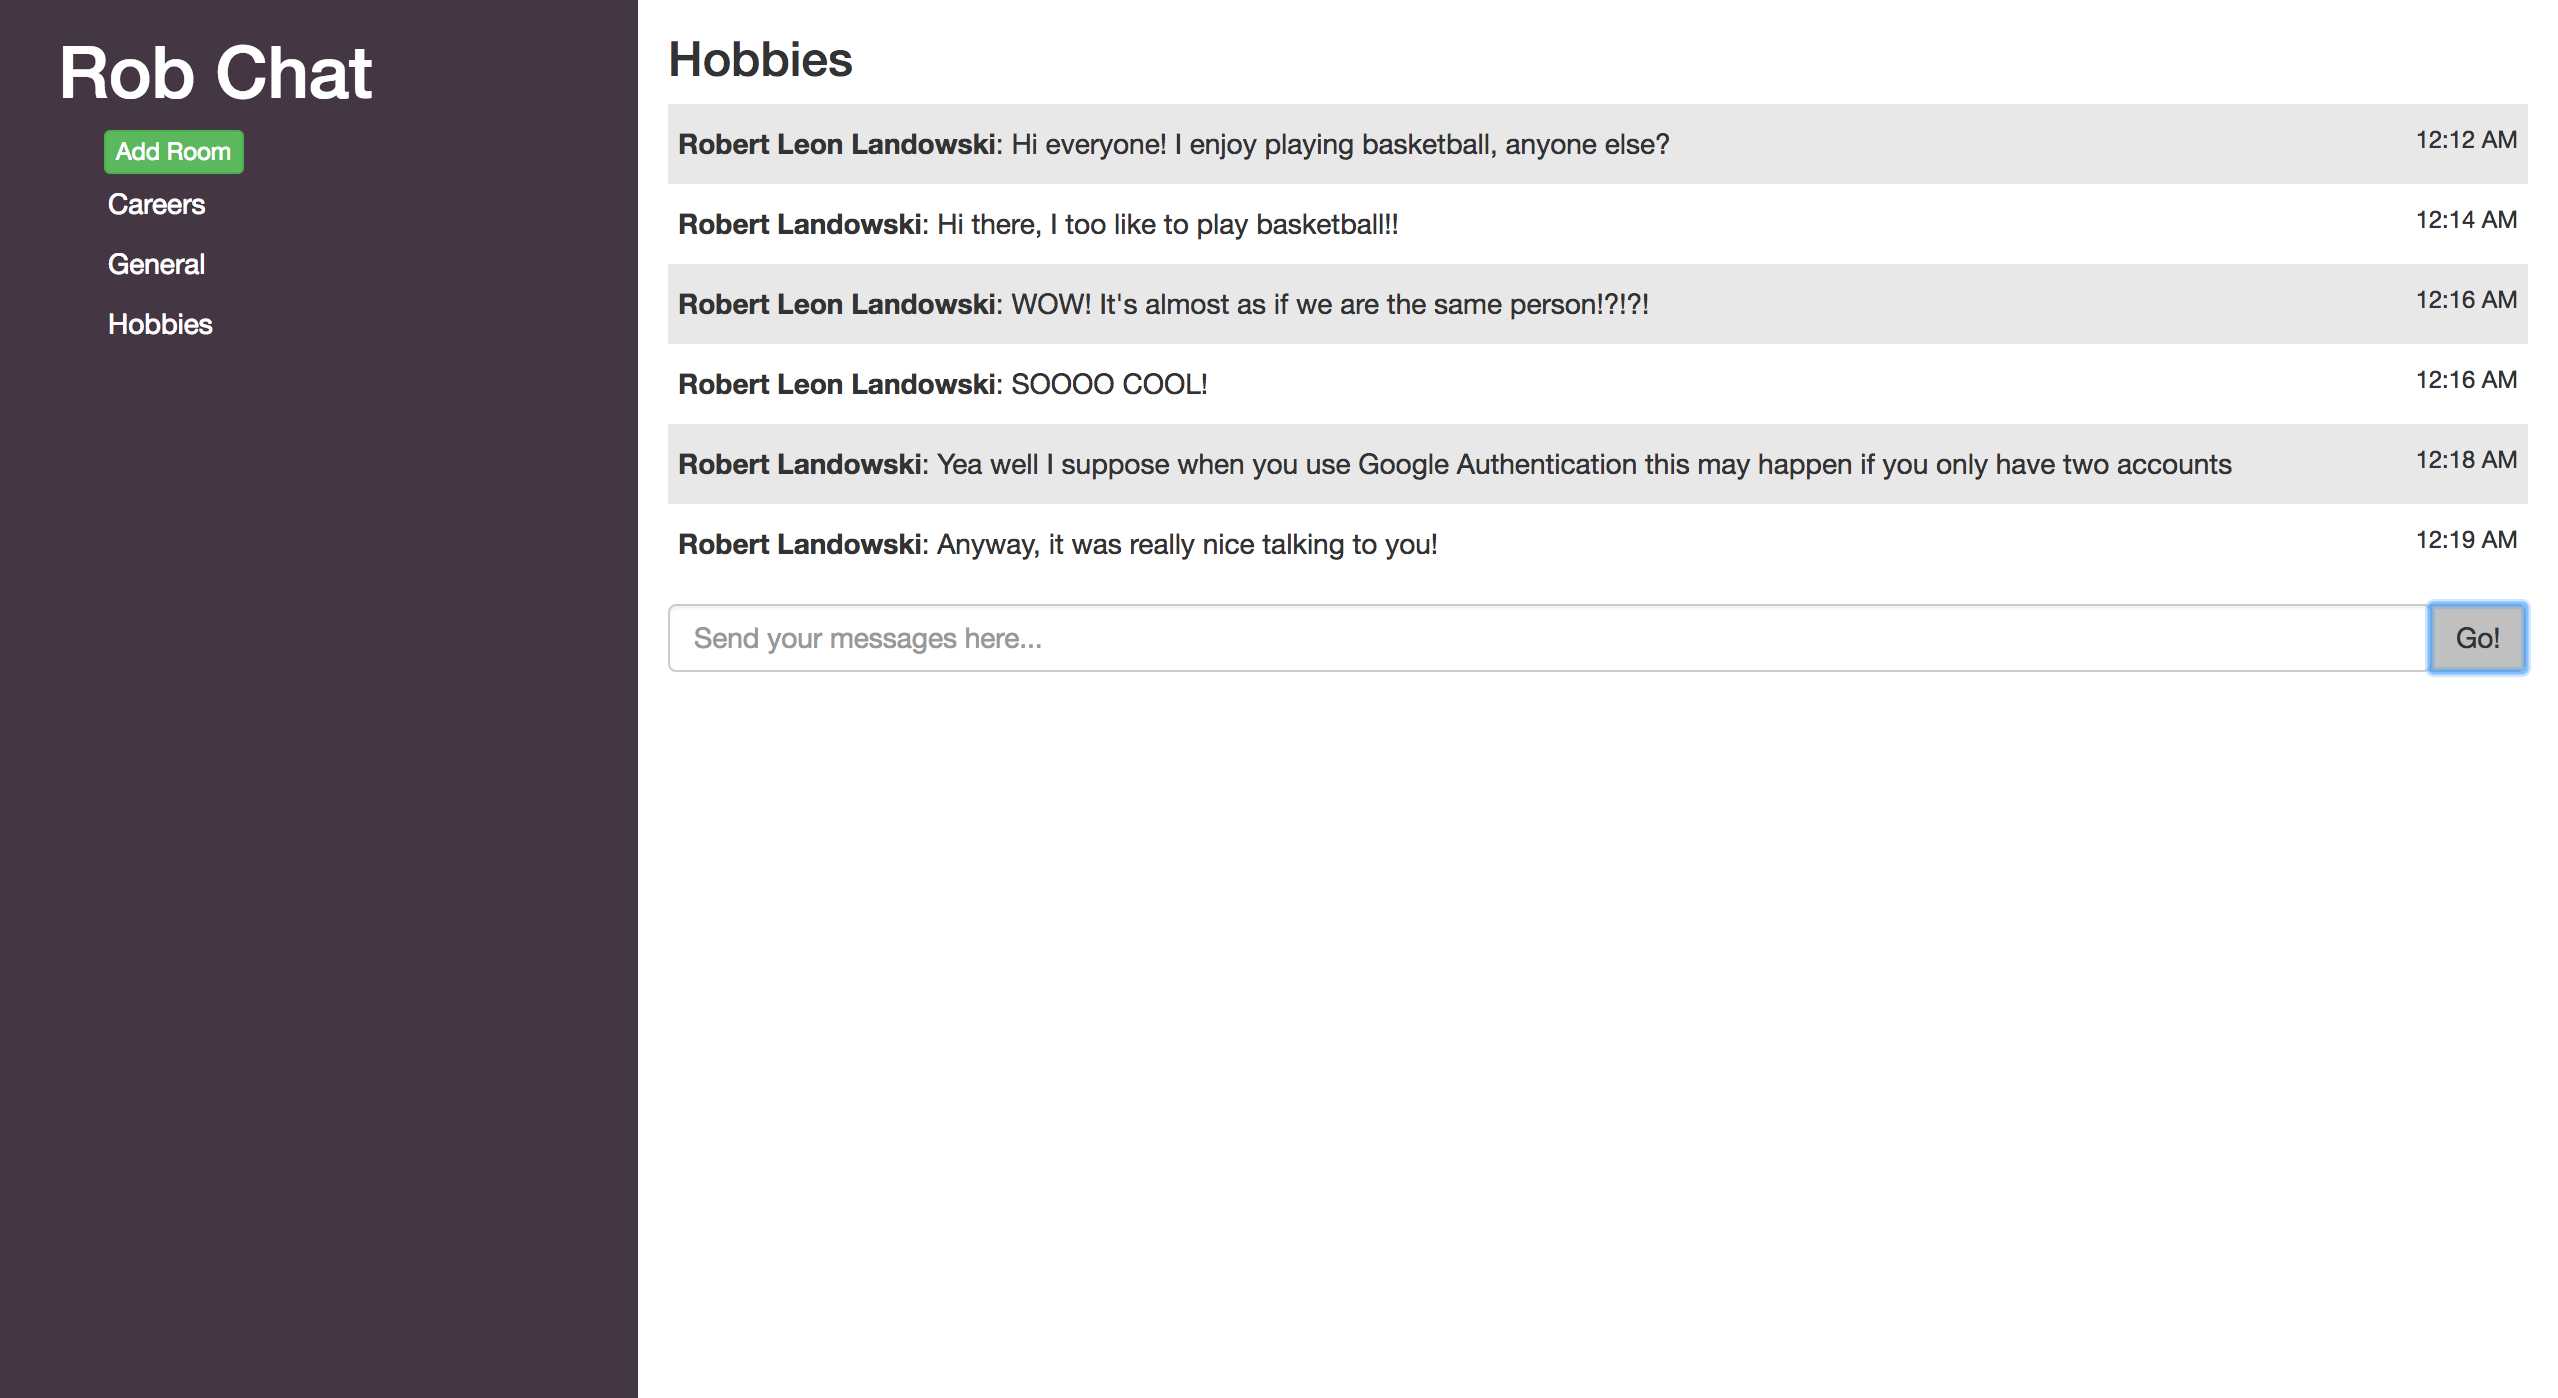 Rob Chat
Add Room
Careers
General
Hobbies
Hobbies
Robert Leon Landowski: Hi everyone! I enjoy playing basketball, anyone else? 12:12 AM
Robert Landowski: Hi there, I too like to play basketball!! 12:14 AM
Robert Leon Landowski: WOW! It's almost as if we are the same person!?!?! 12:16 AM
Robert Leon Landowski: SOOOO COOL! 12:16 AM
Robert Landowski: Yea well I suppose when you use Google Authentication this may happen if you only have two accounts 12:18 AM
Robert Landowski: Anyway, it was really nice talking to you! 12:19 AM
Send your messages here... Go!